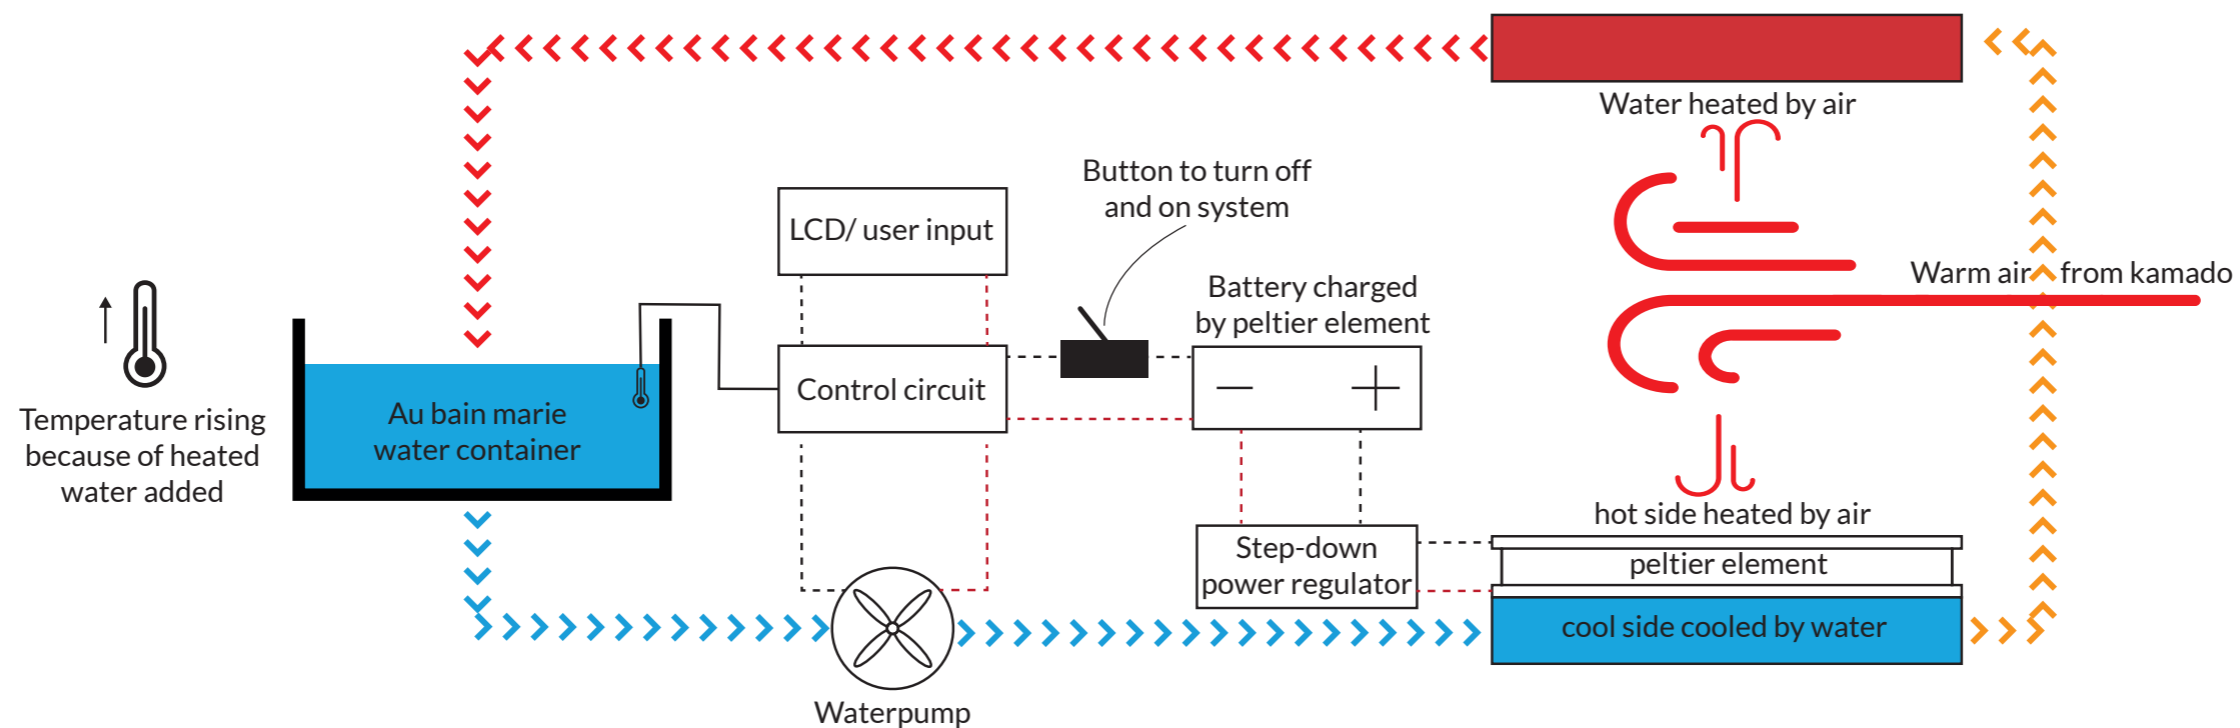 Water heated by air
Button to turn off
and on system
LCD/ user input
Warm air from kamado
Battery charged
by peltier element
Temperature rising
because of heated
water added
Au bain marie
water container
Control circuit
− +
hot side heated by air
Step-down
power regulator
peltier element
cool side cooled by water
Waterpump